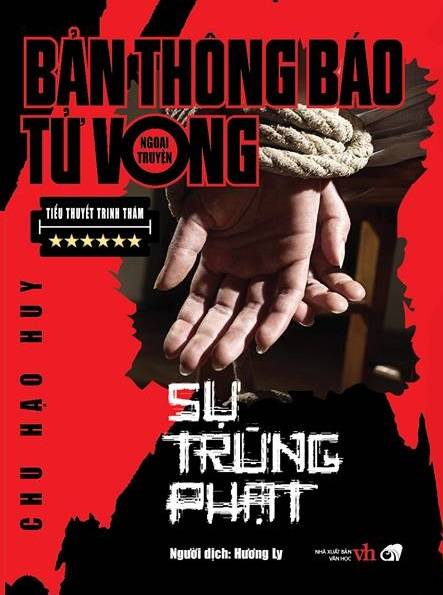 BẢN THÔNG BÁO
TỬ VONG
NGOẠI
TRUYỆN
TIỂU THUYẾT TRINH THÁM
CHU HẠO HUY
SỰ
TRỪNG
PHẠT
Người dịch: Hương Ly
NHÀ XUẤT BẢN
VĂN HỌC
vh